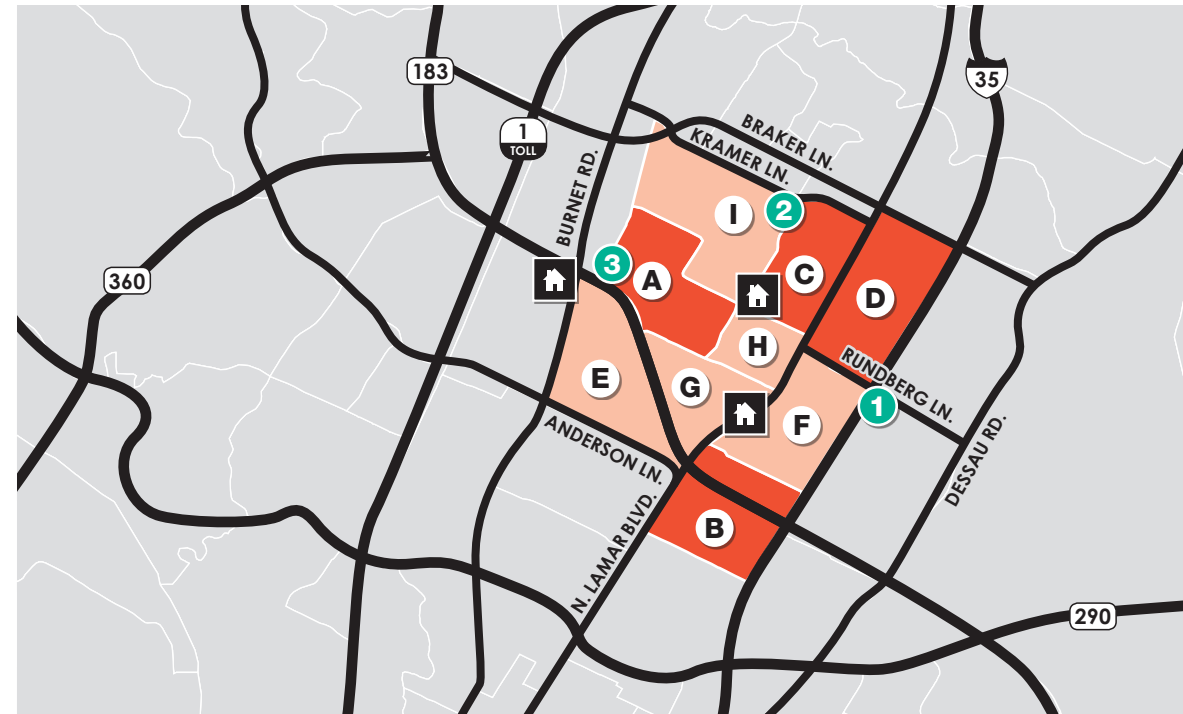 183
35
1
TOLL
BRAKER LN.
KRAMER LN.
BURNET RD.
I
2
3
A
C
D
360
H
RUNDBERG LN.
E
G
1
F
ANDERSON LN.
DESSAU RD.
B
N. LAMAR BLVD.
290